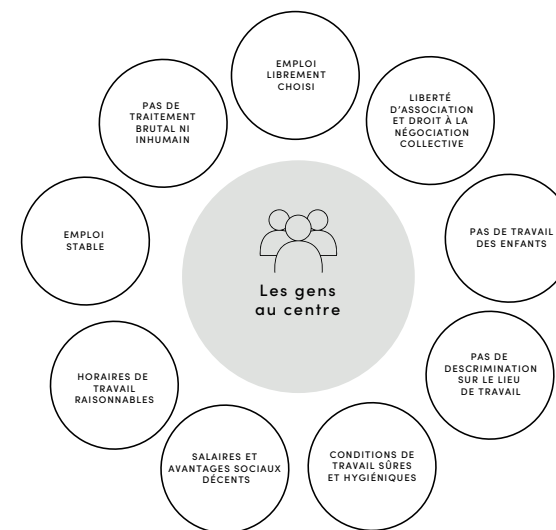 EMPLOI
LIBREMENT
CHOISI
LIBERTÉ
D'ASSOCIATION
ET DROIT À LA
NÉGOCIATION
COLLECTIVE
PAS DE TRAVAIL
DES ENFANTS
PAS DE
DESCRIMINATION
SUR LE LIEU
DE TRAVAIL
CONDITIONS DE
TRAVAIL SÛRES
ET HYGIÉNIQUES
SALAIRES ET
AVANTAGES SOCIAUX
DÉCENTS
HORAIRES DE
TRAVAIL
RAISONNABLES
EMPLOI
STABLE
PAS DE
TRAITEMENT
BRUTAL NI
INHUMAIN
Les gens
au centre